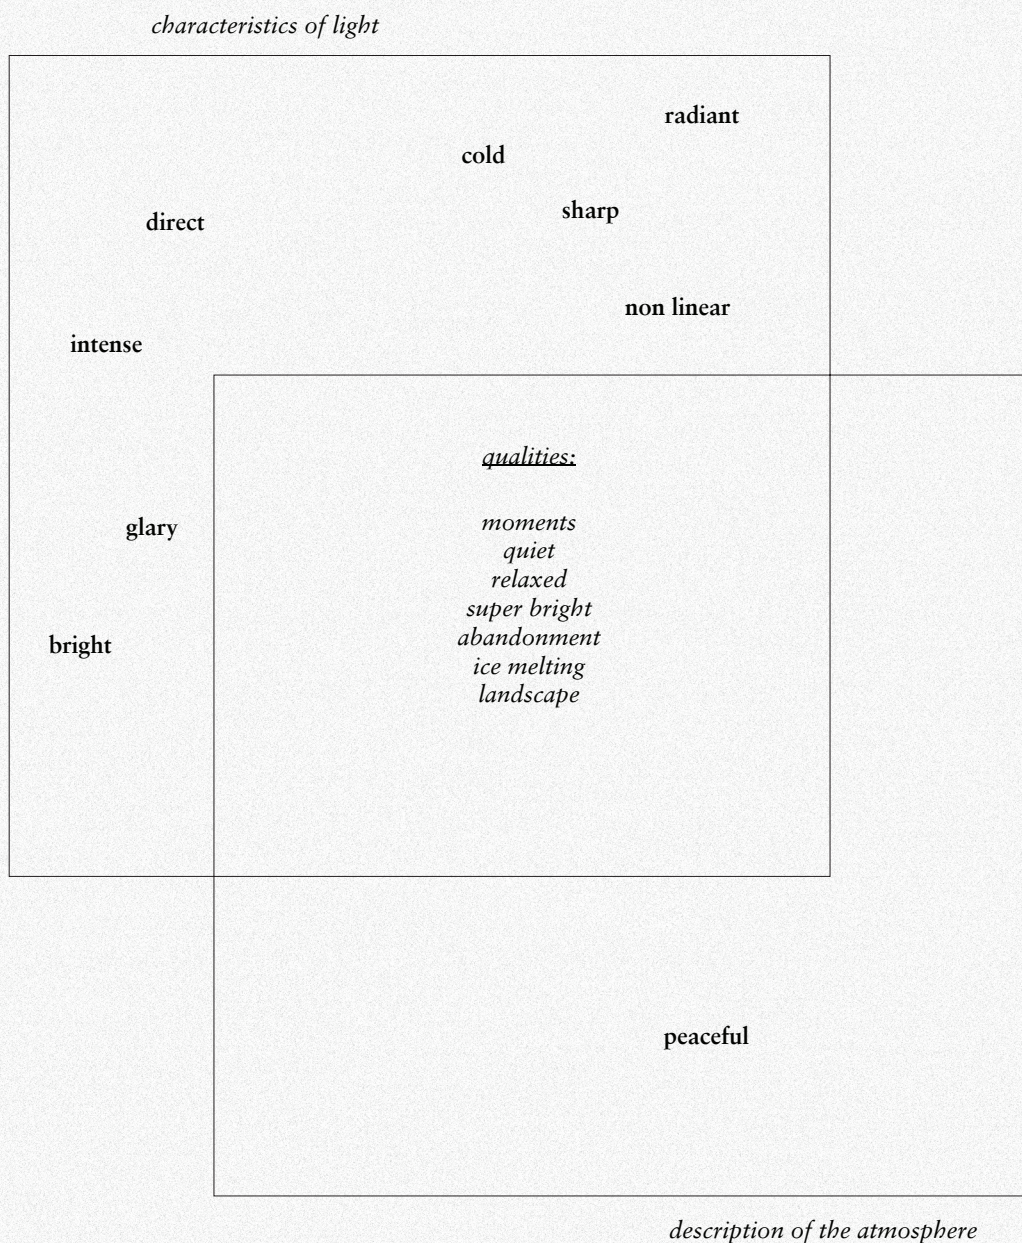 characteristics of light
radiant
cold
sharp
direct
non linear
intense
qualities:
moments
quiet
relaxed
super bright
abandonment
ice melting
landscape
glary
bright
peaceful
description of the atmosphere